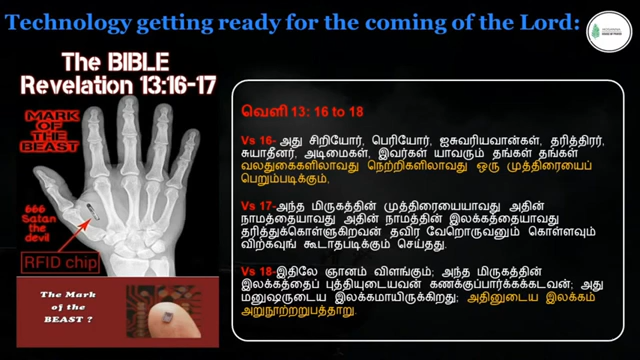 Technology getting ready for the coming of the Lord:
The BIBLE
Revelation 13:16-17
MARK
OF
THE
BEAST
666
Satan
the
devil
RFID chip
The Mark
of the
BEAST ?
வெளி 13: 16 to 18
Vs 16- அது சிறியோர், பெரியோர், ஐசுவரியவான்கள், தரித்திரர்,
சுயாதீனர், அடிமைகள், இவர்கள் யாவரும் தங்கள் தங்கள்
வலதுகைகளிலாவது நெற்றிகளிலாவது ஒரு முத்திரையைப்
பெறும்படிக்கும்,
Vs 17-அந்த மிருகத்தின் முத்திரையையாவது அதின்
நாமத்தையாவது அதின் நாமத்தின் இலக்கத்தையாவது
தரித்துக்கொள்ளுகிறவன் தவிர வேறொருவனும் கொள்ளவும்
விற்கவுங் கூடாதபடிக்கும் செய்தது.
Vs 18-இதிலே ஞானம் விளங்கும்; அந்த மிருகத்தின்
இலக்கத்தைப் புத்தியுடையவன் கணக்குப்பார்க்கக்கடவன்; அது
மனுஷருடைய இலக்கமாயிருக்கிறது; அதினுடைய இலக்கம்
அறுநூற்றறுபத்தாறு.